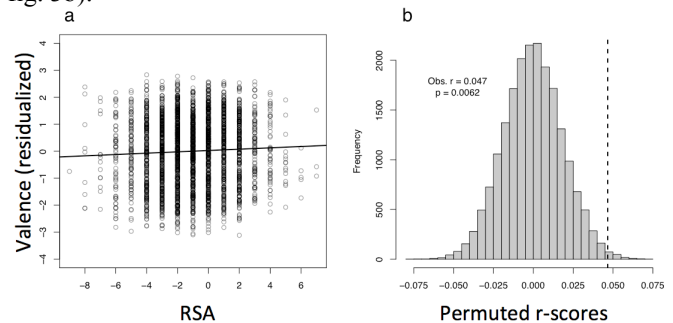 fig.
a
Valence (residualized)
4
3
2
1
0
-1
-2
-3
-4
-8 -6 -4 -2 0 2 4 6
RSA
b
Obs. r = 0.047
p = 0.0062
Frequency
2000
1500
1000
500
0
-0.075 -0.050 -0.025 0.000 0.025 0.050 0.075
Permuted r-scores